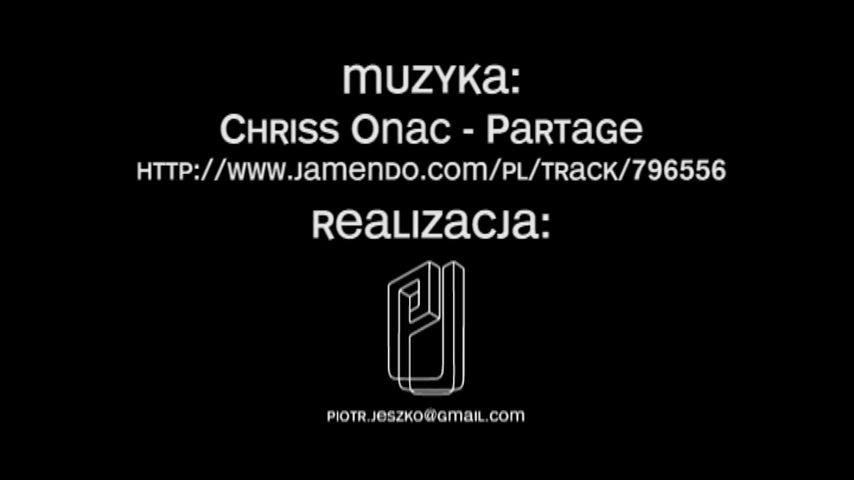 muzyka:
Chriss Onac - Partage
http://www.jamendo.com/pl/track/796556
realizacja:
piotr.jeszko@gmail.com